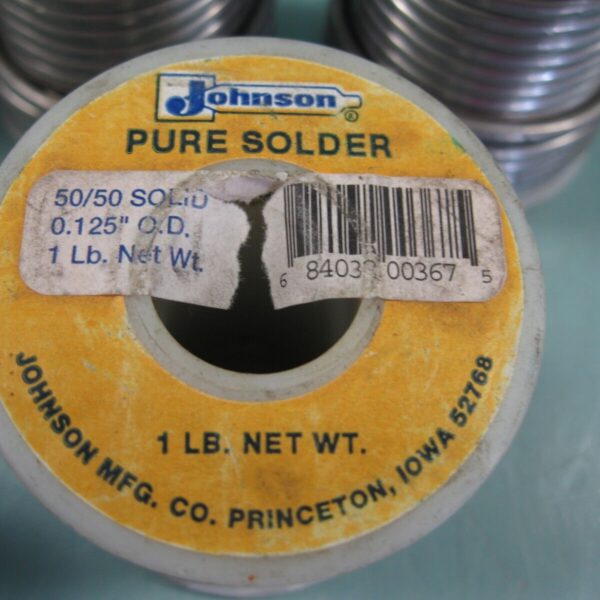 Johnson®
PURE SOLDER
50/50 SOLID
0.125" O.D.
1 Lb. Net Wt.
6 84038 00367 5
1 LB. NET WT.
JOHNSON MFG. CO. PRINCETON, IOWA 52768